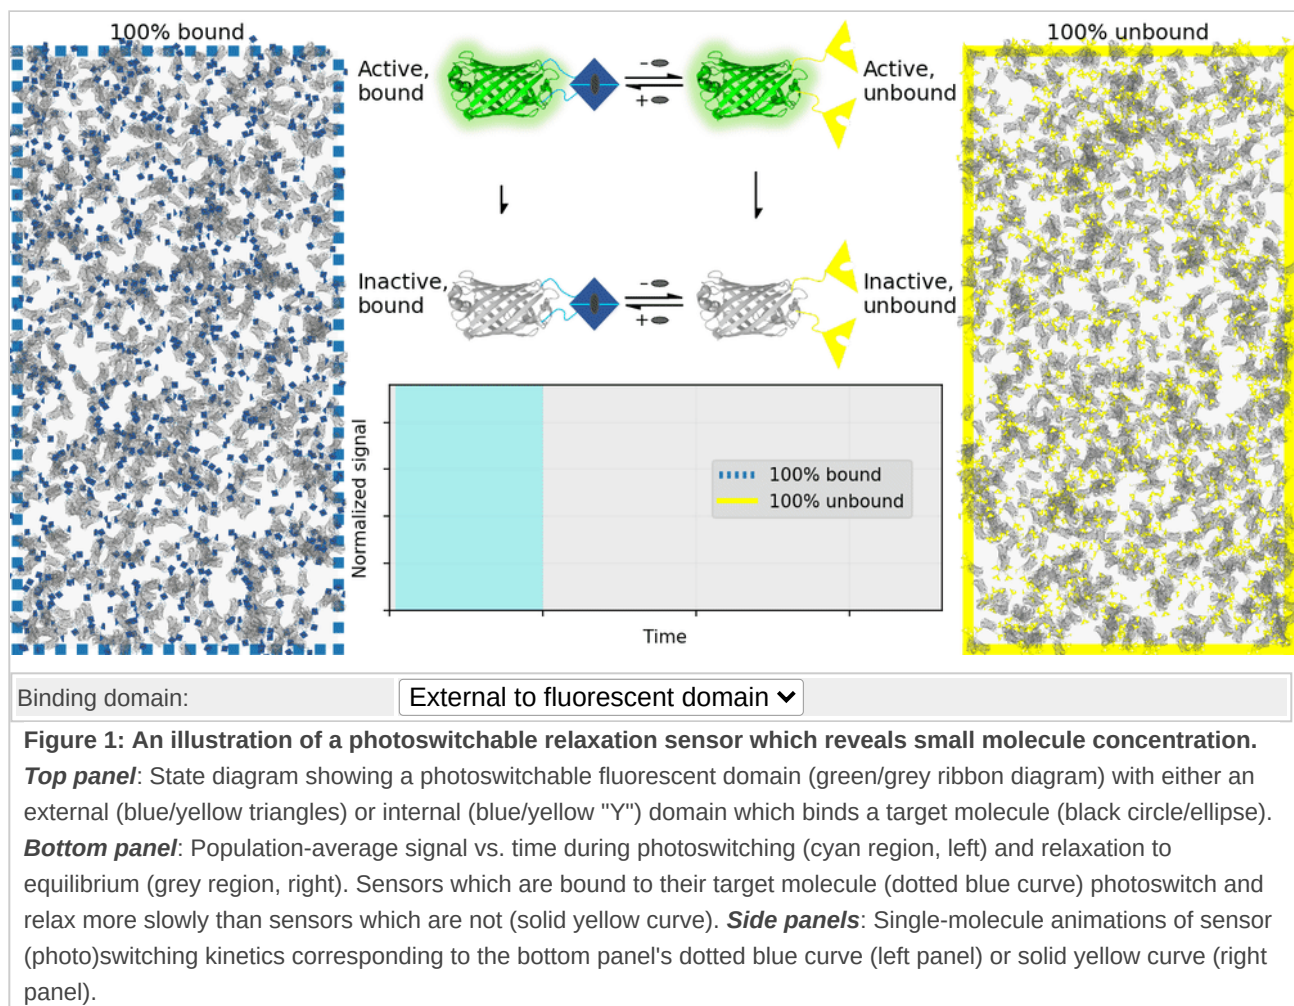 100% bound
100% unbound
Active,
bound
−
+
Active,
unbound
Inactive,
bound
−
+
Inactive,
unbound
Normalized signal
100% bound
100% unbound
Time
Binding domain:
External to fluorescent domain
Figure 1: An illustration of a photoswitchable relaxation sensor which reveals small molecule concentration.
Top panel: State diagram showing a photoswitchable fluorescent domain (green/grey ribbon diagram) with either an
external (blue/yellow triangles) or internal (blue/yellow "Y") domain which binds a target molecule (black circle/ellipse).
Bottom panel: Population-average signal vs. time during photoswitching (cyan region, left) and relaxation to
equilibrium (grey region, right). Sensors which are bound to their target molecule (dotted blue curve) photoswitch and
relax more slowly than sensors which are not (solid yellow curve). Side panels: Single-molecule animations of sensor
(photo)switching kinetics corresponding to the bottom panel's dotted blue curve (left panel) or solid yellow curve (right
panel).